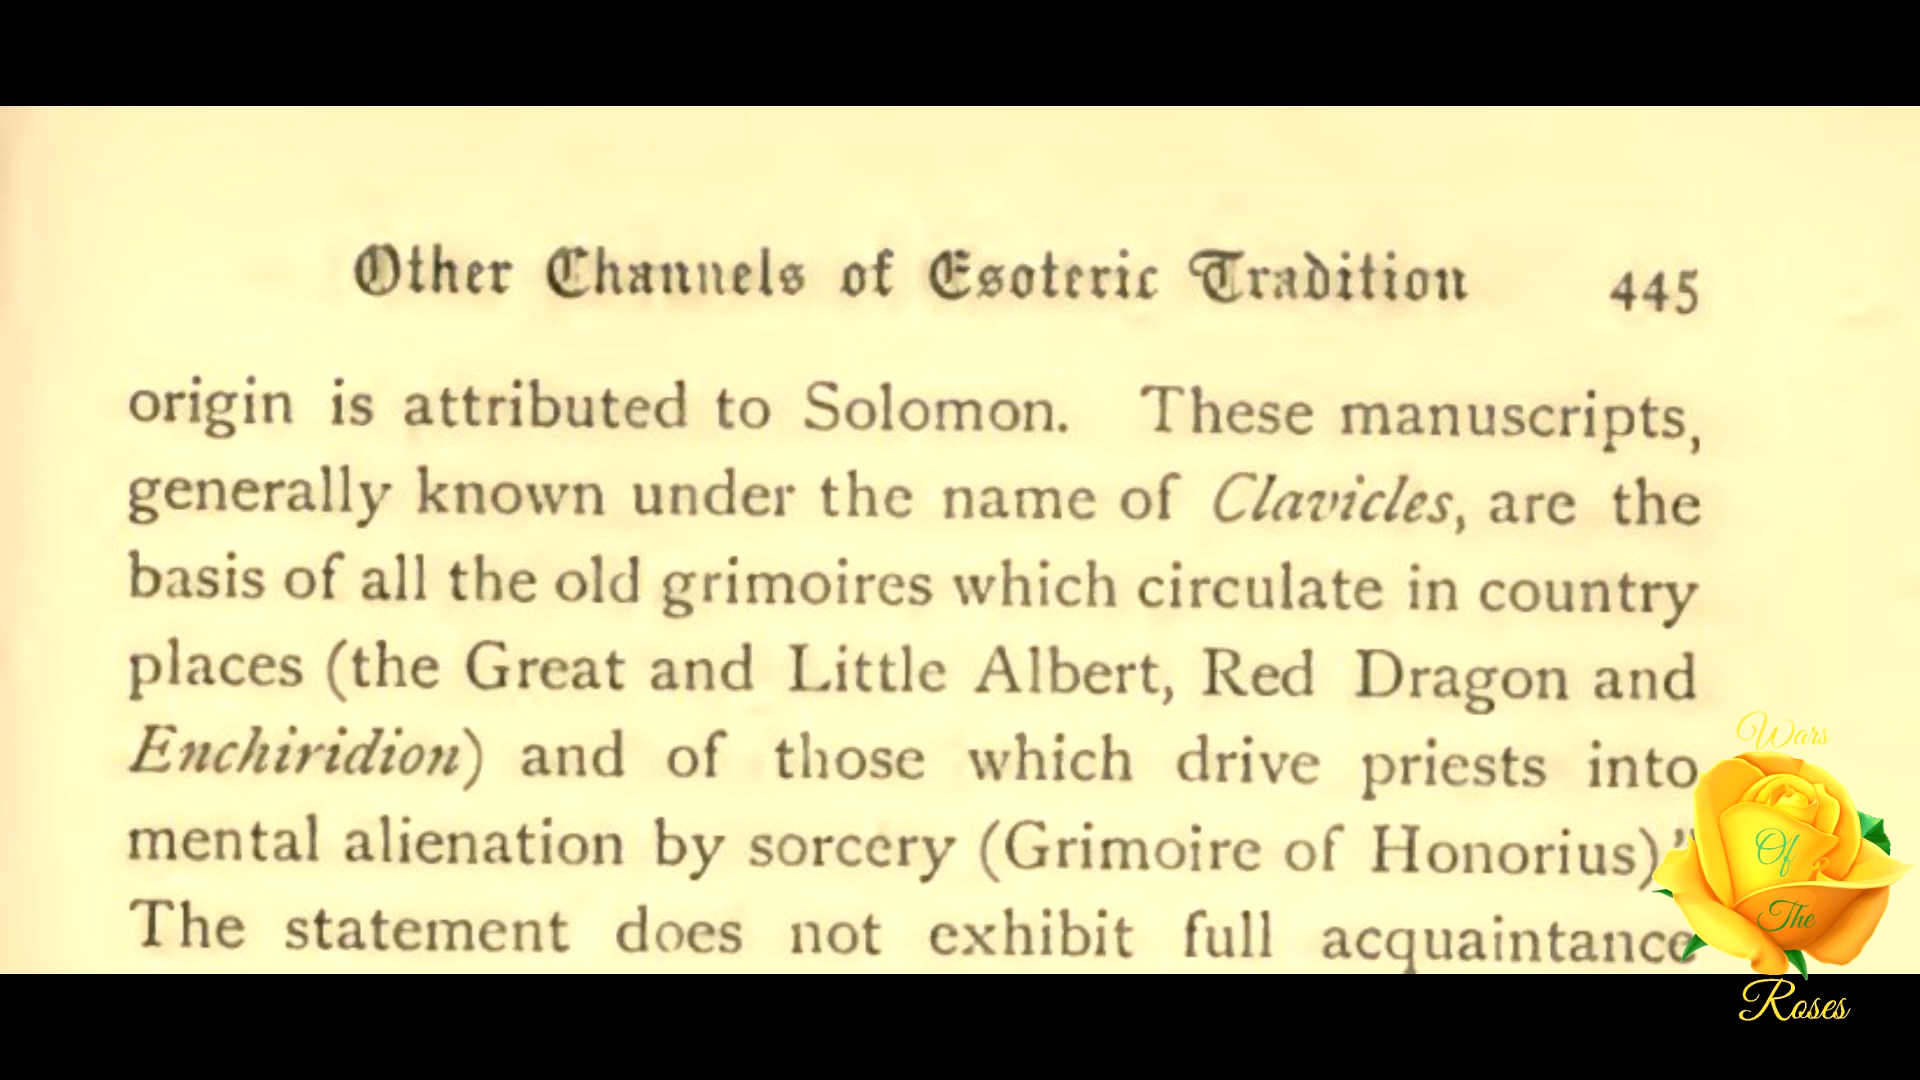 Other Channels of Esoteric Tradition 445
origin is attributed to Solomon. These manuscripts,
generally known under the name of Clavicles, are the
basis of all the old grimoires which circulate in country
places (the Great and Little Albert, Red Dragon and
Enchiridion) and of those which drive priests into
mental alienation by sorcery (Grimoire of Honorius)."
The statement does not exhibit full acquaintance
Wars
Of
The
Roses